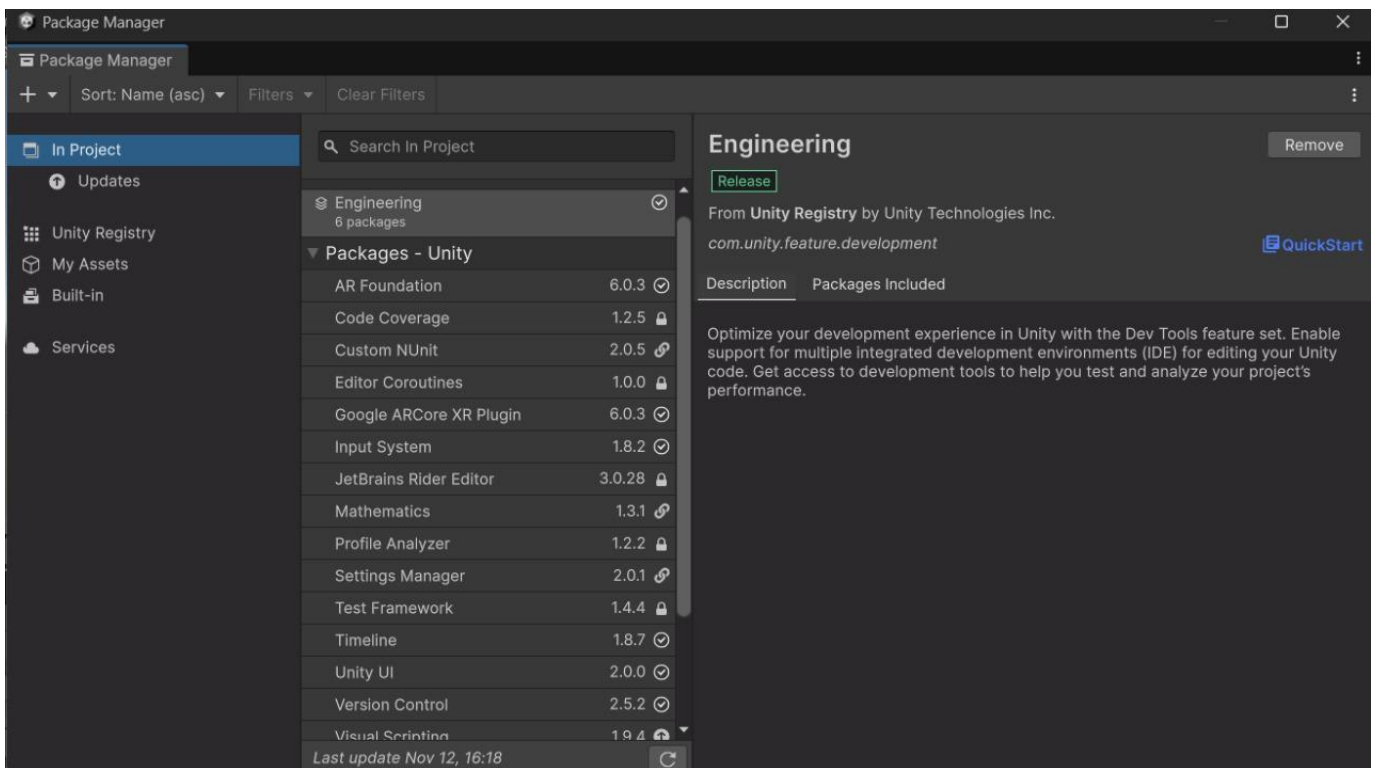 Package Manager
Package Manager
Sort: Name (asc)
Filters
Clear Filters
In Project
Updates
Unity Registry
My Assets
Built-in
Services
Search In Project
Engineering
6 packages
Packages - Unity
AR Foundation 6.0.3
Code Coverage 1.2.5
Custom NUnit 2.0.5
Editor Coroutines 1.0.0
Google ARCore XR Plugin 6.0.3
Input System 1.8.2
JetBrains Rider Editor 3.0.28
Mathematics 1.3.1
Profile Analyzer 1.2.2
Settings Manager 2.0.1
Test Framework 1.4.4
Timeline 1.8.7
Unity UI 2.0.0
Version Control 2.5.2
Visual Scripting 1.9.4
Last update Nov 12, 16:18
Engineering
Remove
Release
From Unity Registry by Unity Technologies Inc.
com.unity.feature.development
QuickStart
Description
Packages Included
Optimize your development experience in Unity with the Dev Tools feature set. Enable
support for multiple integrated development environments (IDE) for editing your Unity
code. Get access to development tools to help you test and analyze your project's
performance.